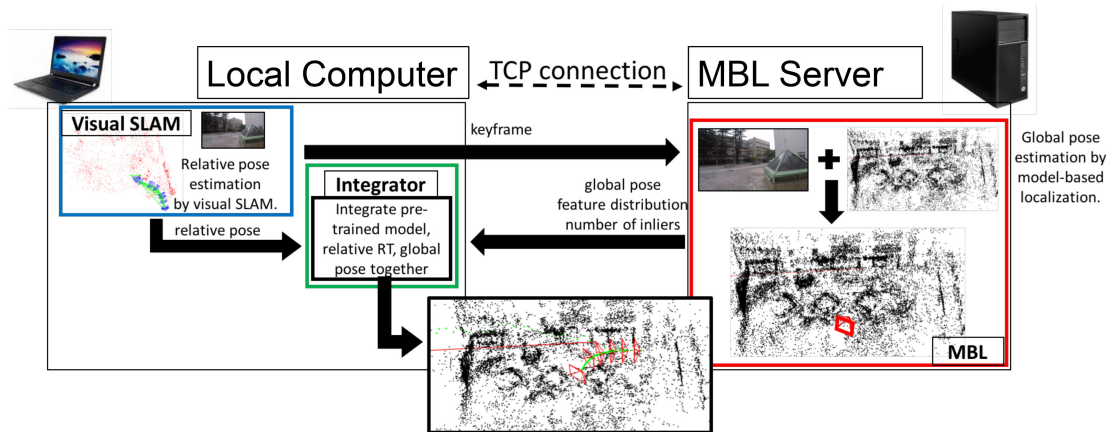 Local Computer
TCP connection
MBL Server
Visual SLAM
Relative pose
estimation
by visual SLAM.
relative pose
keyframe
Integrator
Integrate pre-
trained model,
relative RT, global
pose together
global pose
feature distribution
number of inliers
Global pose
estimation by
model-based
localization.
MBL